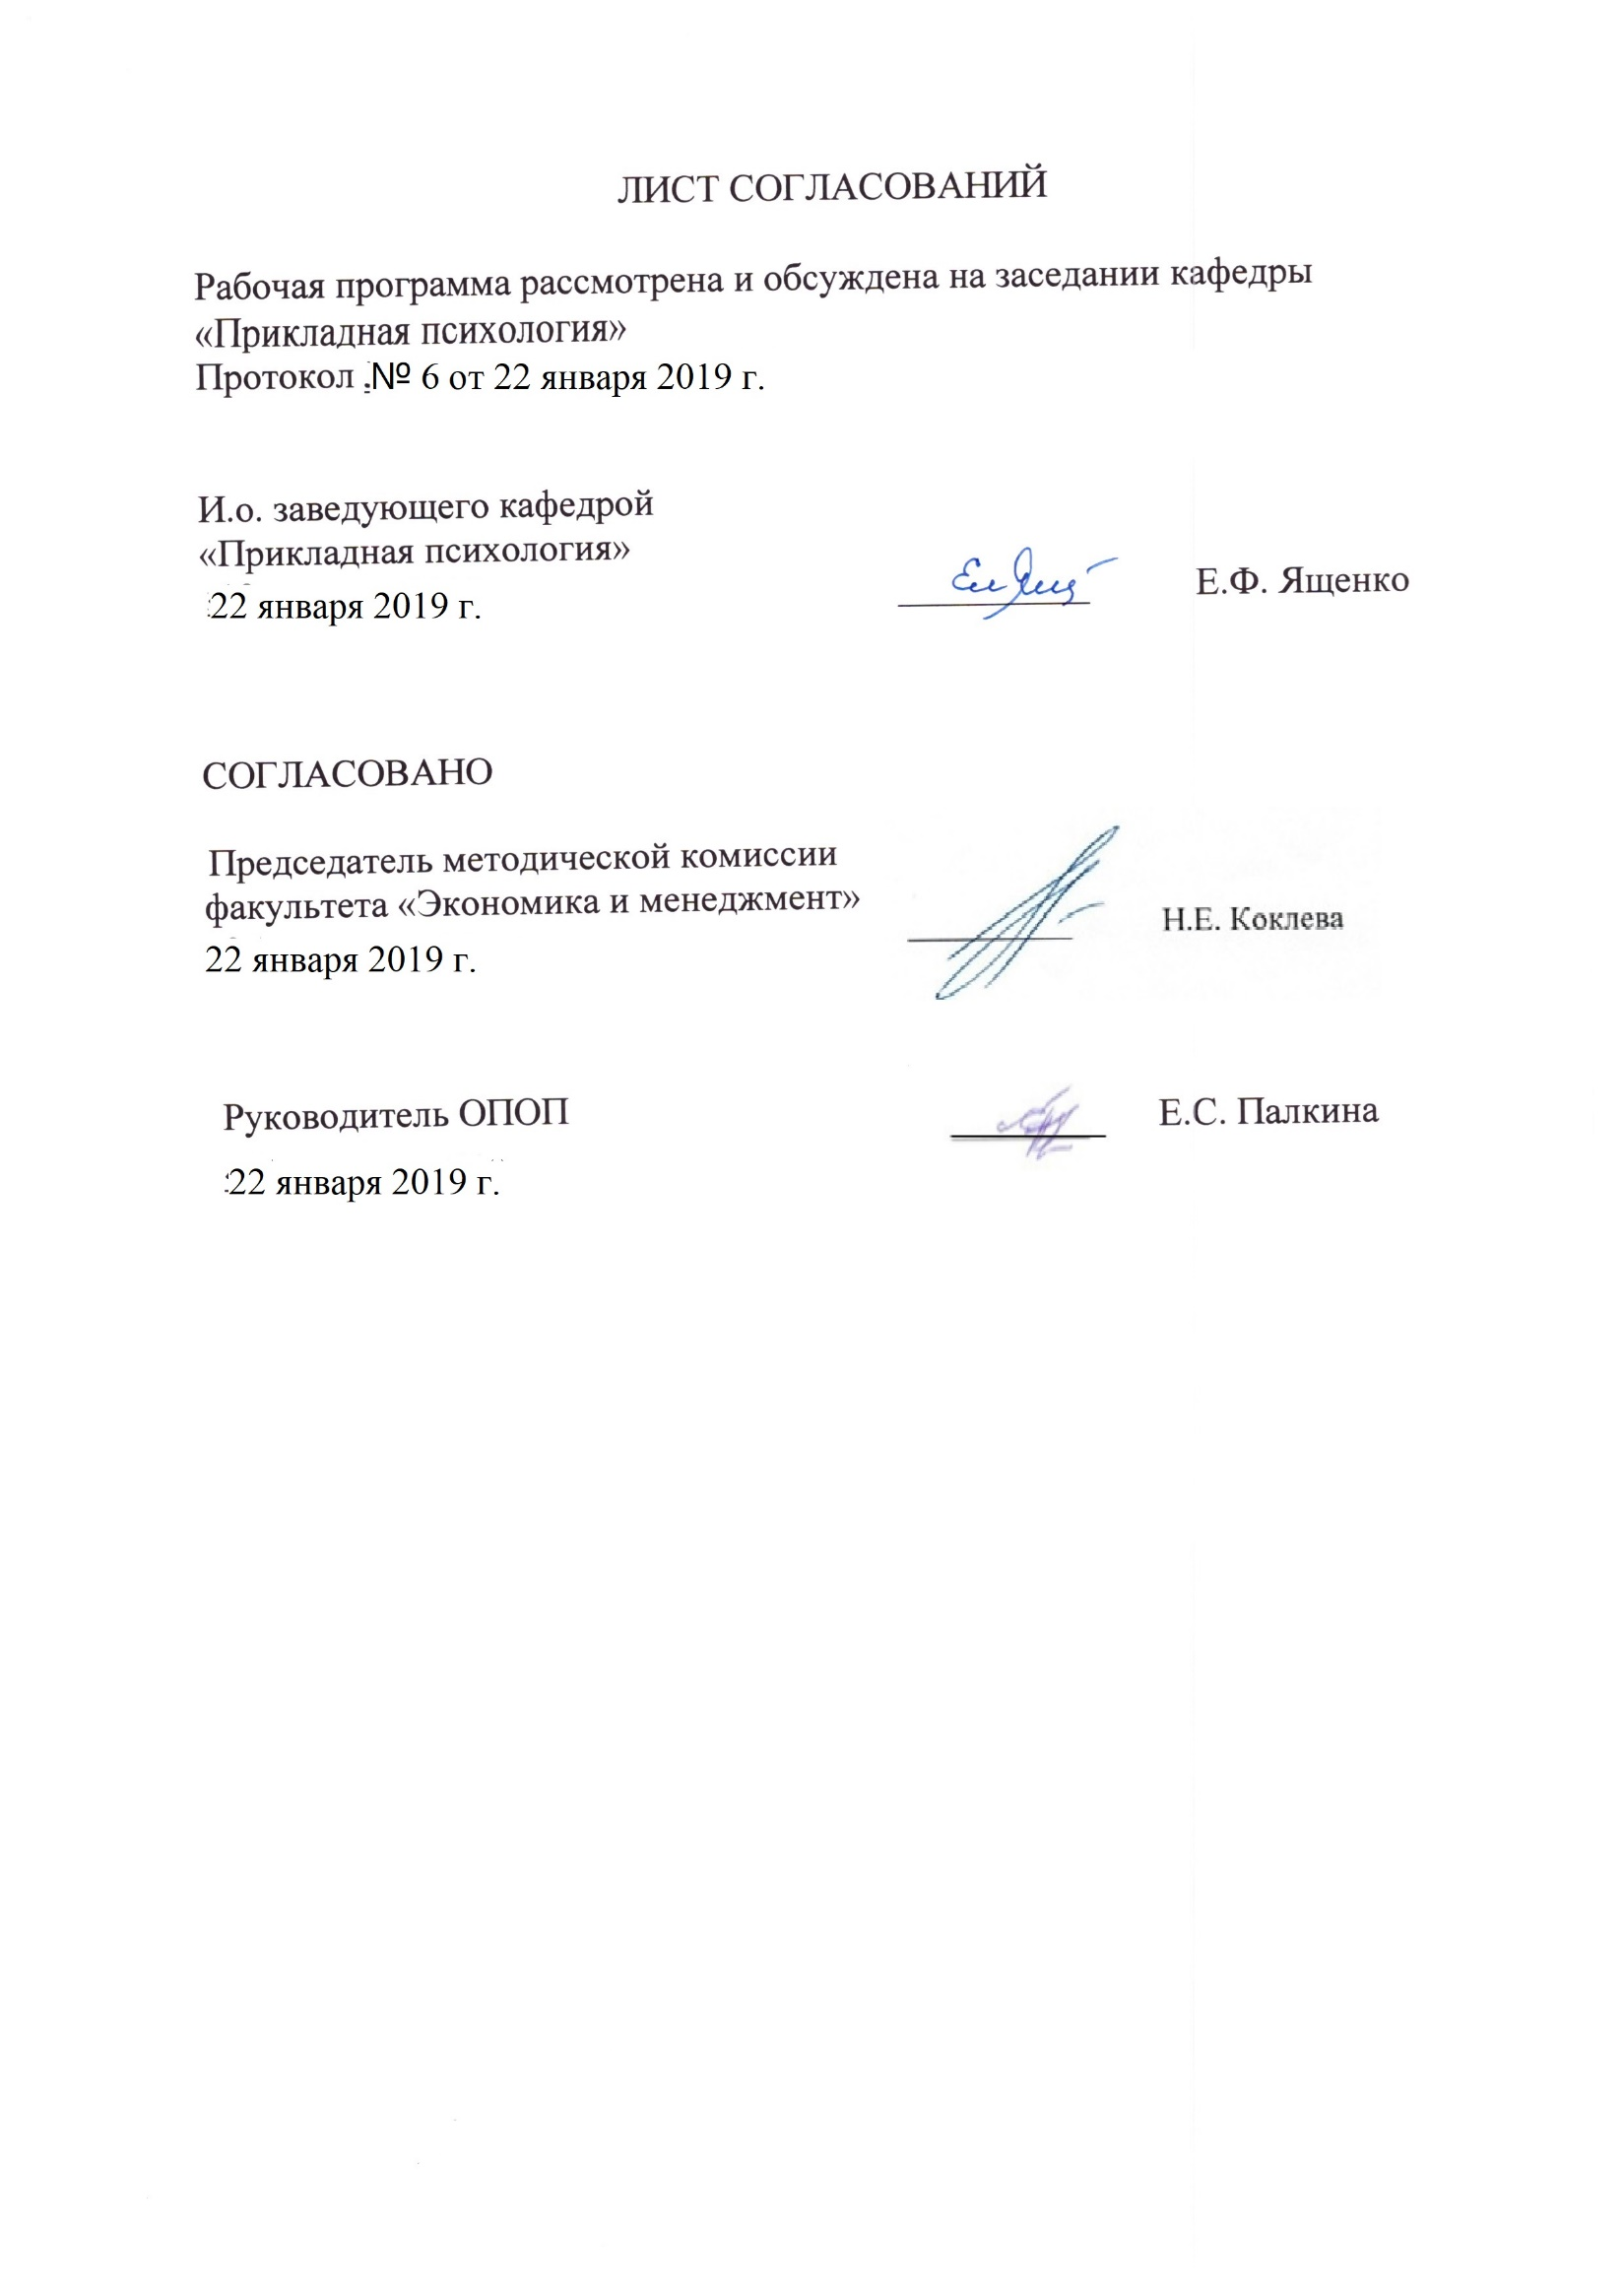 ЛИСТ СОГЛАСОВАНИЙ
Рабочая программа рассмотрена и обсуждена на заседании кафедры
«Прикладная психология»
Протокол № 6 от 22 января 2019 г.
И.о. заведующего кафедрой
«Прикладная психология»
22 января 2019 г.
Е.Ф. Ященко
СОГЛАСОВАНО
Председатель методической комиссии
факультета «Экономика и менеджмент»
22 января 2019 г.
Н.Е. Коклева
Руководитель ОПОП
Е.С. Палкина
22 января 2019 г.